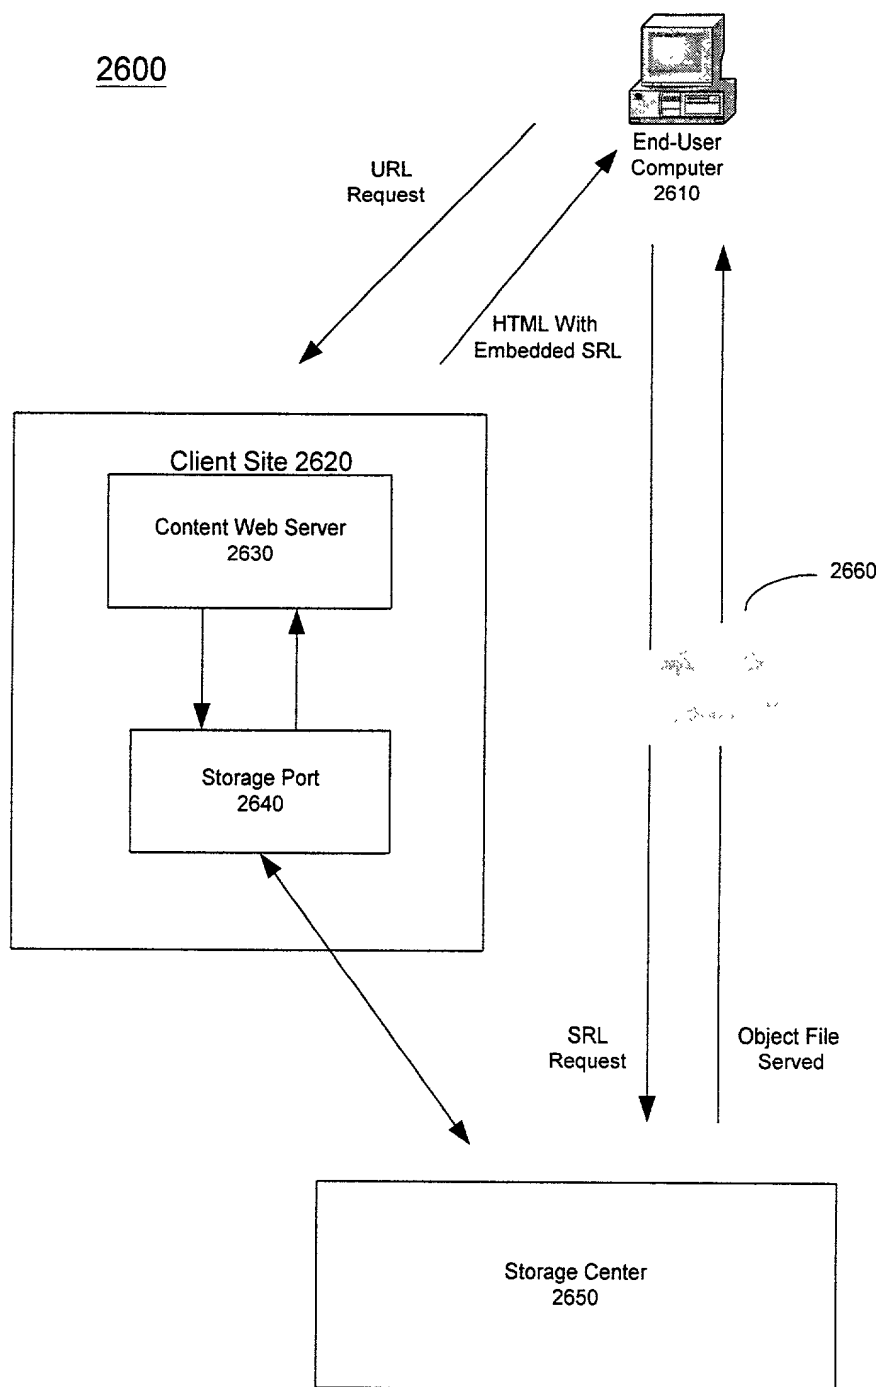 2600
End-User
Computer
2610
URL
Request
HTML With
Embedded SRL
Client Site 2620
Content Web Server
2630
2660
Storage Port
2640
SRL
Request
Object File
Served
Storage Center
2650